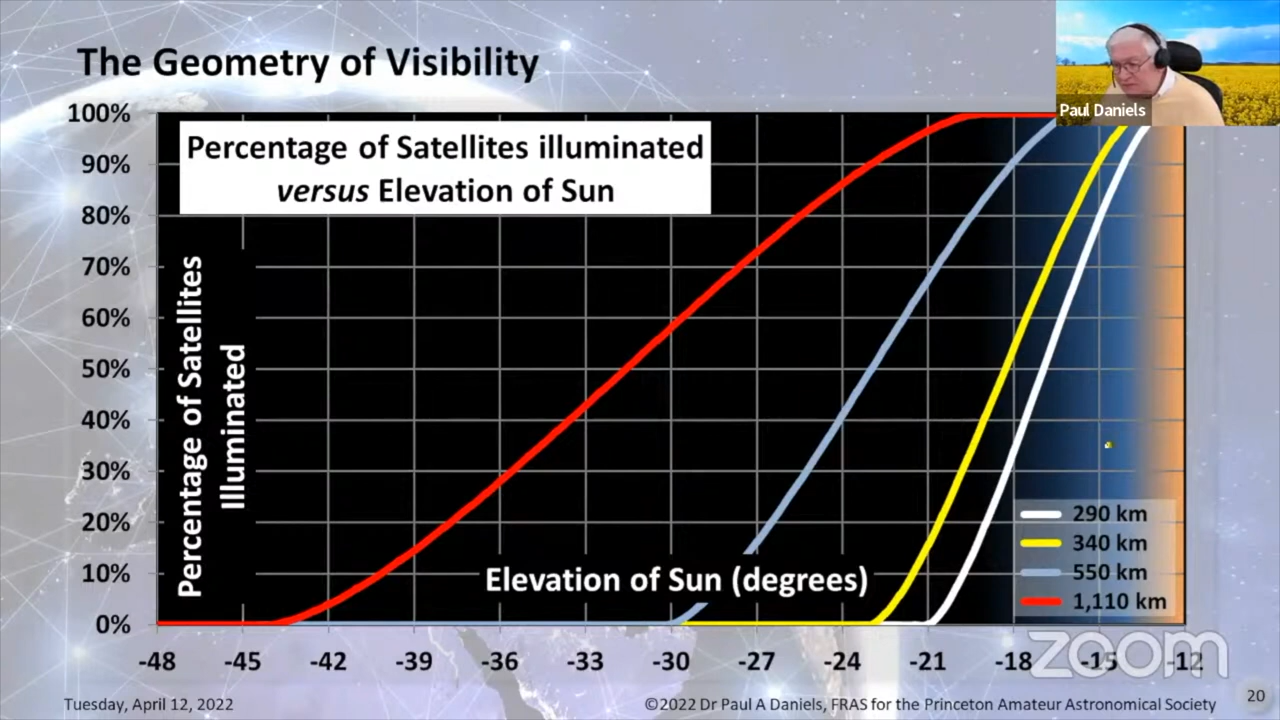 The Geometry of Visibility
Paul Daniels
100%
90%
80%
70%
60%
50%
40%
30%
20%
10%
0%
Percentage of Satellites illuminated
versus Elevation of Sun
Percentage of Satellites
Illuminated
Elevation of Sun (degrees)
290 km
340 km
550 km
1,110 km
-48 -45 -42 -39 -36 -33 -30 -27 -24 -21 -18 -15 -12
zoom
Tuesday, April 12, 2022
©2022 Dr Paul A Daniels, FRAS for the Princeton Amateur Astronomical Society
20